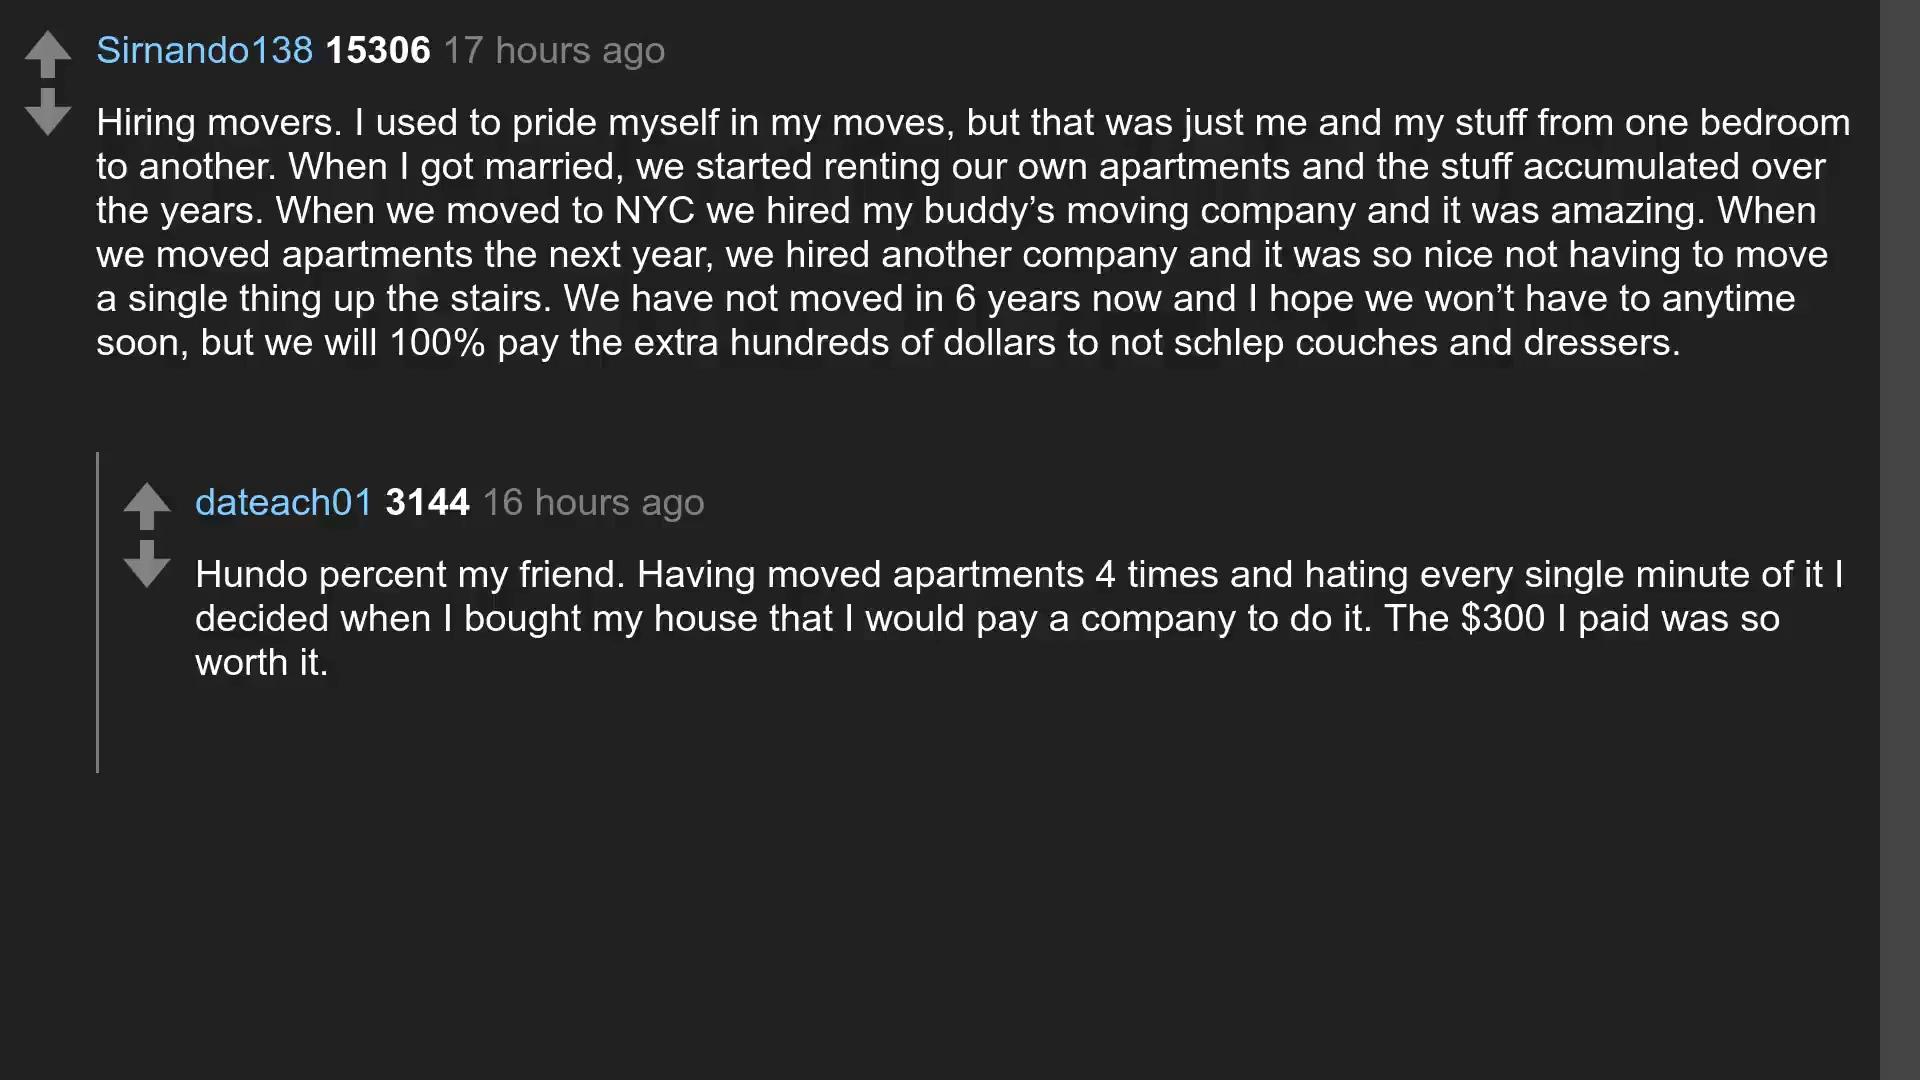 Sirnando138 15306 17 hours ago
Hiring movers. I used to pride myself in my moves, but that was just me and my stuff from one bedroom
to another. When I got married, we started renting our own apartments and the stuff accumulated over
the years. When we moved to NYC we hired my buddy’s moving company and it was amazing. When
we moved apartments the next year, we hired another company and it was so nice not having to move
a single thing up the stairs. We have not moved in 6 years now and I hope we won’t have to anytime
soon, but we will 100% pay the extra hundreds of dollars to not schlep couches and dressers.
dateach01 3144 16 hours ago
Hundo percent my friend. Having moved apartments 4 times and hating every single minute of it I
decided when I bought my house that I would pay a company to do it. The $300 I paid was so
worth it.